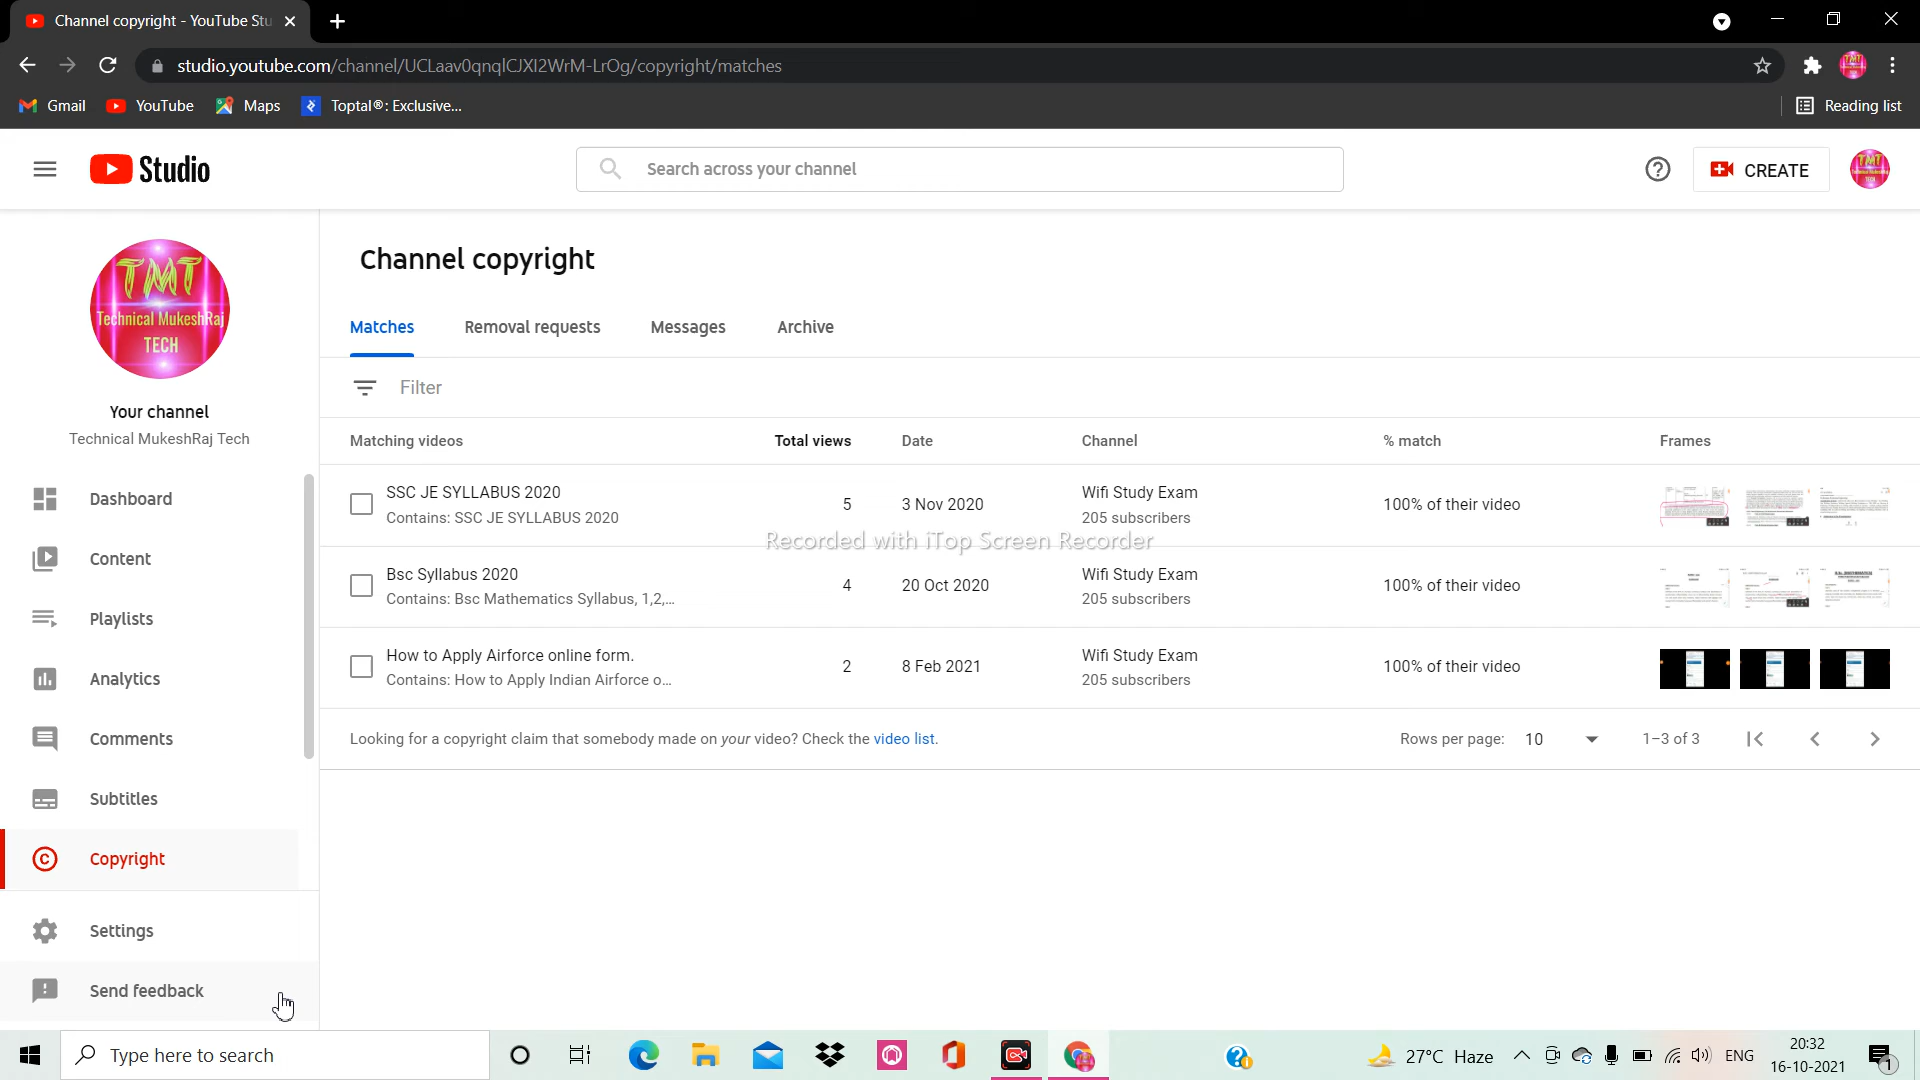 Channel copyright - YouTube Stu
studio.youtube.com/channel/UCLaav0qnqlCJXI2WrM-LrOg/copyright/matches
Gmail YouTube Maps Toptal®: Exclusive... Reading list
Studio Search across your channel CREATE
TMT
Technical MukeshRaj
TECH
Your channel
Technical MukeshRaj Tech
Dashboard
Content
Playlists
Analytics
Comments
Subtitles
Copyright
Settings
Send feedback
Channel copyright
Matches Removal requests Messages Archive
Filter
Matching videos Total views Date Channel % match Frames
SSC JE SYLLABUS 2020 5 3 Nov 2020 Wifi Study Exam 100% of their video
Contains: SSC JE SYLLABUS 2020 205 subscribers
Recorded with iTop Screen Recorder
Bsc Syllabus 2020 4 20 Oct 2020 Wifi Study Exam 100% of their video
Contains: Bsc Mathematics Syllabus, 1,2,... 205 subscribers
How to Apply Airforce online form. 2 8 Feb 2021 Wifi Study Exam 100% of their video
Contains: How to Apply Indian Airforce o... 205 subscribers
Looking for a copyright claim that somebody made on your video? Check the video list. Rows per page: 10 1–3 of 3
Type here to search 27°C Haze ENG 20:32
16-10-2021 1